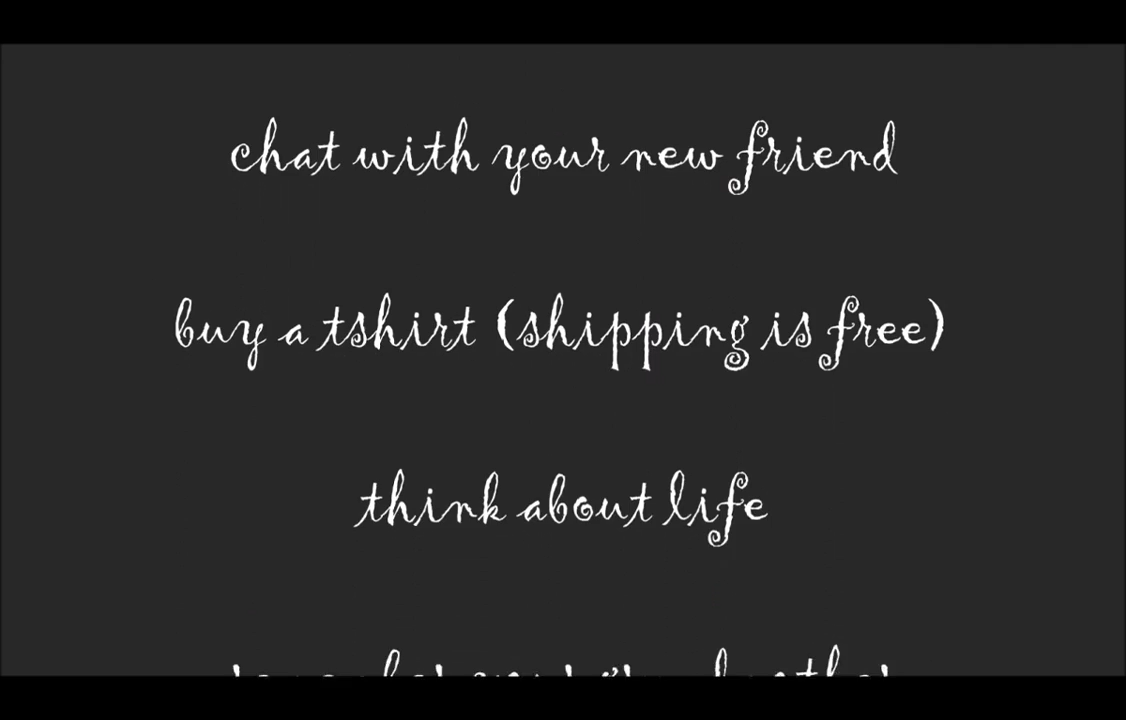 chat with your new friend
buy a tshirt (shipping is free)
think about life